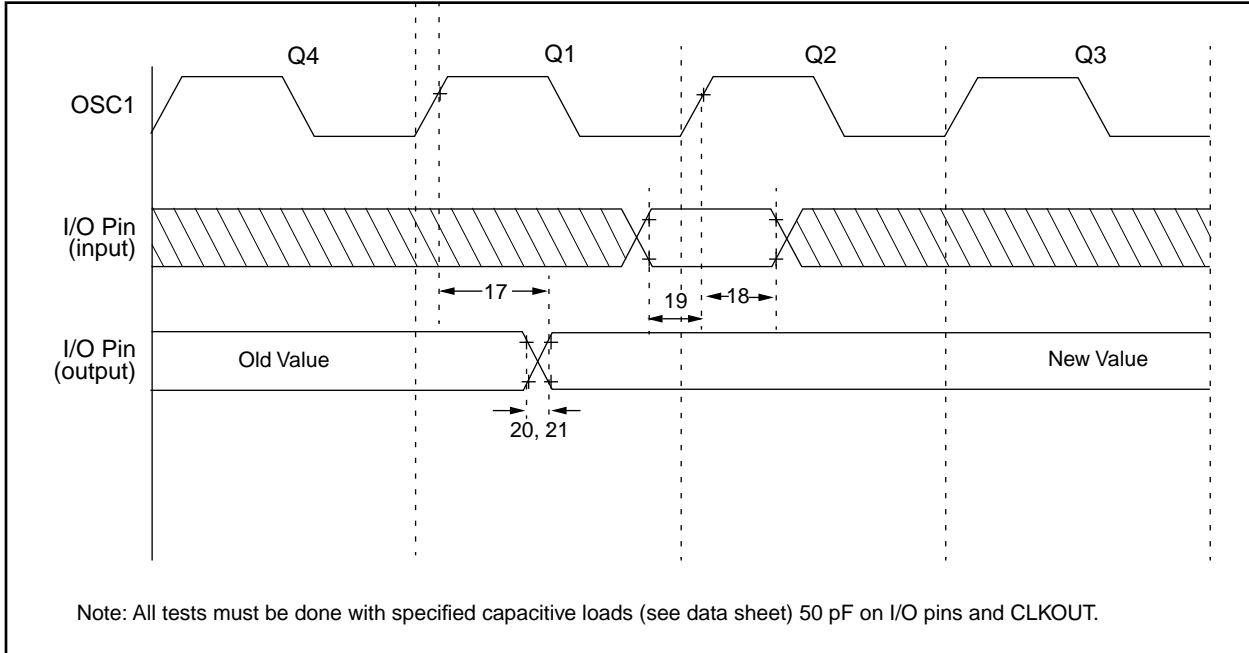 Q4
Q1
Q2
Q3
OSC1
I/O Pin
(input)
17
19
18
I/O Pin
(output)
Old Value
New Value
20, 21
Note: All tests must be done with specified capacitive loads (see data sheet) 50 pF on I/O pins and CLKOUT.